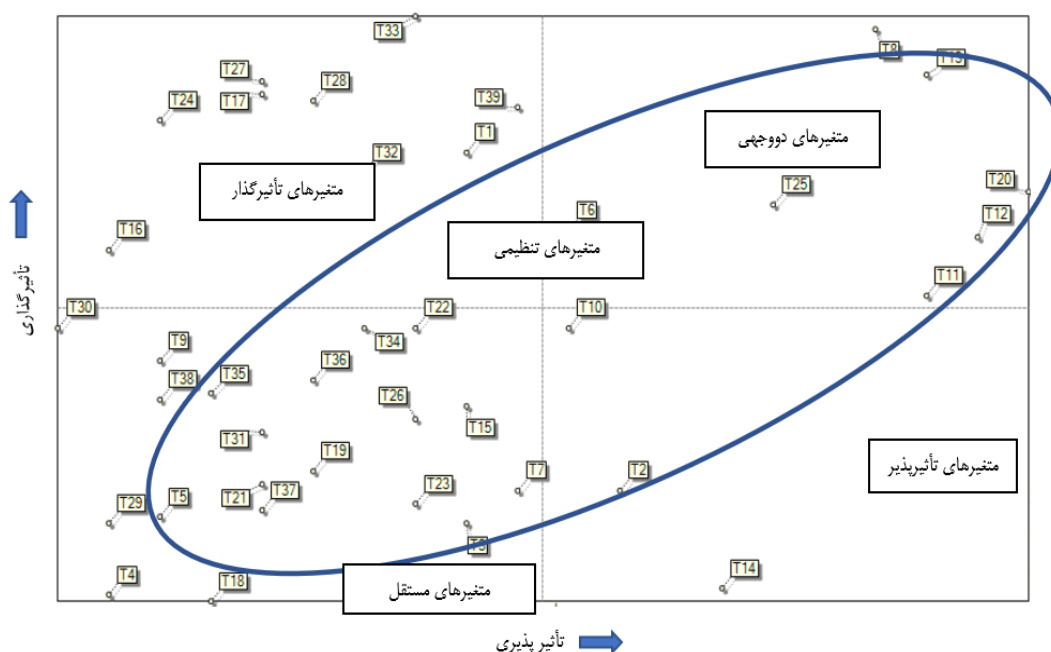 T33
T8
T13
T27
T28
T24
T17
T39
T1
T32
متغیرهای دووجهی
متغیرهای تأثیرگذار
T25
T20
T6
T12
T16
متغیرهای تنظیمی
تأثیرگذاری
T11
T30
T22
T10
T9
T34
T36
T38
T35
T26
T15
T31
T19
متغیرهای تأثیرپذیر
T7
T2
T29
T5
T21
T37
T23
T3
T4
T18
متغیرهای مستقل
T14
تأثیر پذیری